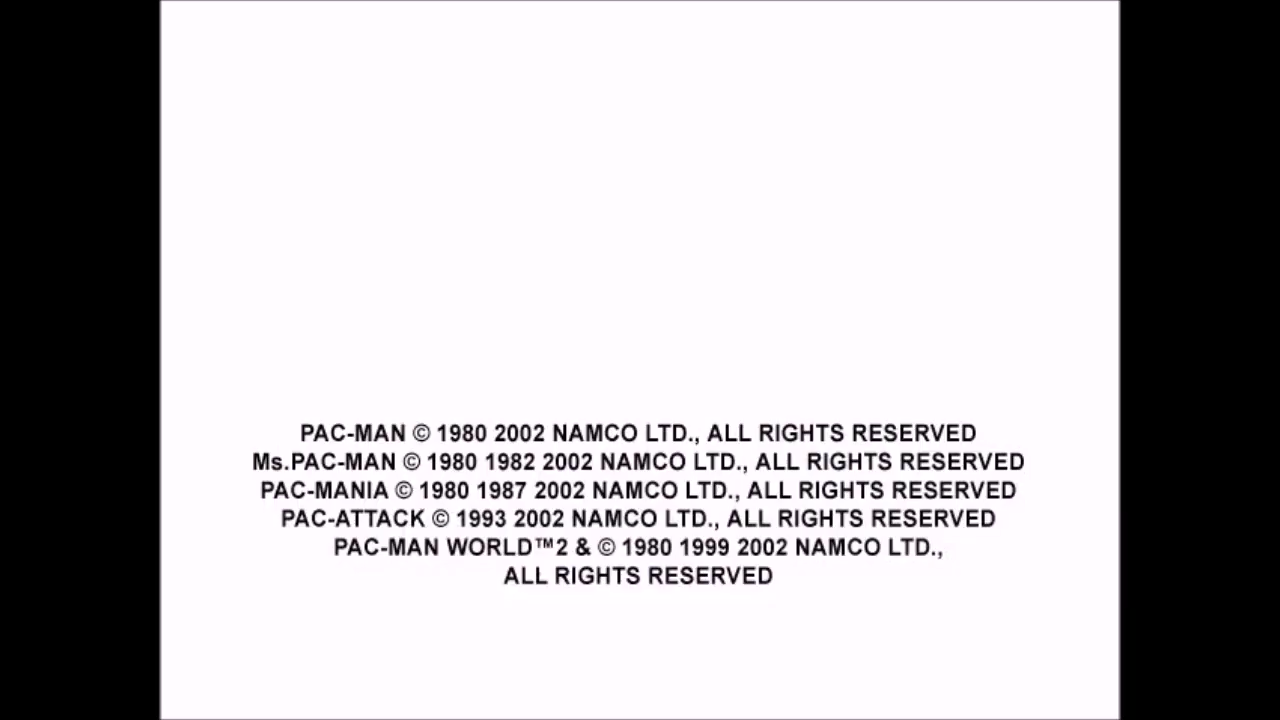 PAC-MAN © 1980 2002 NAMCO LTD., ALL RIGHTS RESERVED
Ms.PAC-MAN © 1980 1982 2002 NAMCO LTD., ALL RIGHTS RESERVED
PAC-MANIA © 1980 1987 2002 NAMCO LTD., ALL RIGHTS RESERVED
PAC-ATTACK © 1993 2002 NAMCO LTD., ALL RIGHTS RESERVED
PAC-MAN WORLD™2 & © 1980 1999 2002 NAMCO LTD.,
ALL RIGHTS RESERVED